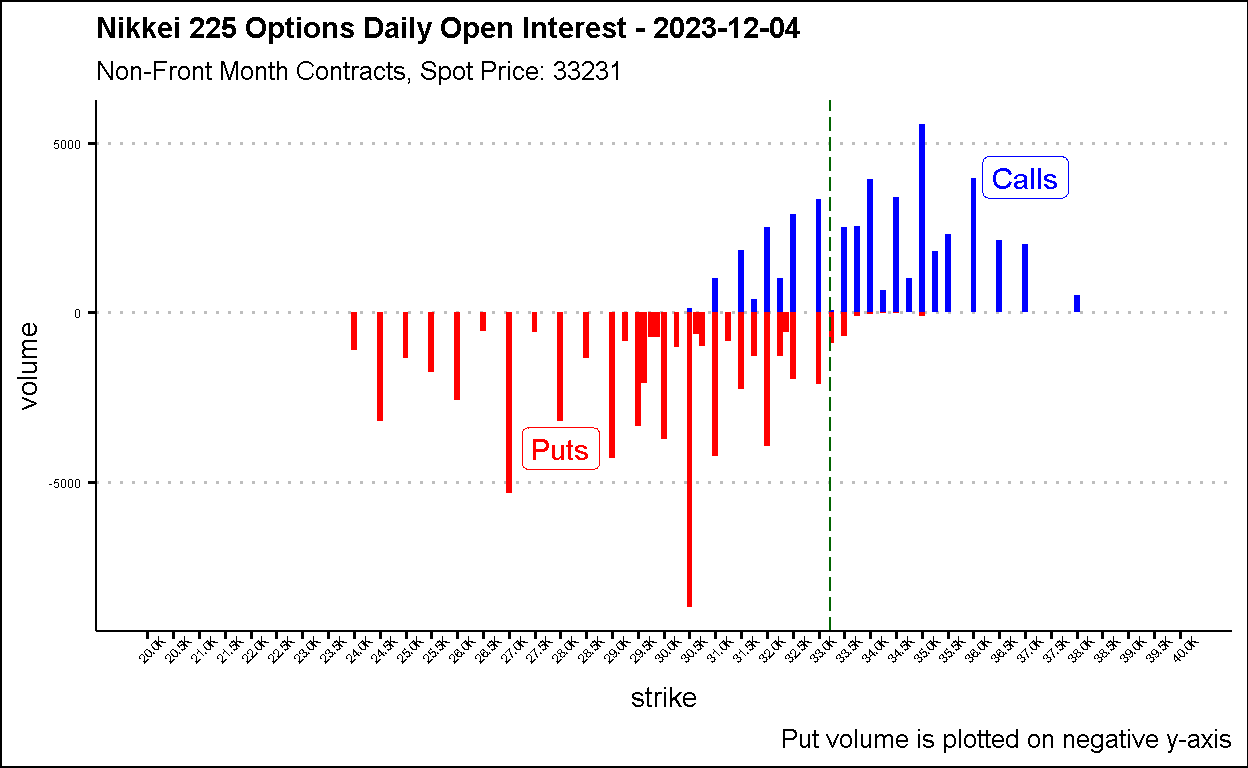 Nikkei 225 Options Daily Open Interest - 2023-12-04
Non-Front Month Contracts, Spot Price: 33231
5000
Calls
0
volume
Puts
-5000
20.0K
20.5K
21.0K
21.5K
22.0K
22.5K
23.0K
23.5K
24.0K
24.5K
25.0K
25.5K
26.0K
26.5K
27.0K
27.5K
28.0K
28.5K
29.0K
29.5K
30.0K
30.5K
31.0K
31.5K
32.0K
32.5K
33.0K
33.5K
34.0K
34.5K
35.0K
35.5K
36.0K
36.5K
37.0K
37.5K
38.0K
38.5K
39.0K
39.5K
40.0K
strike
Put volume is plotted on negative y-axis